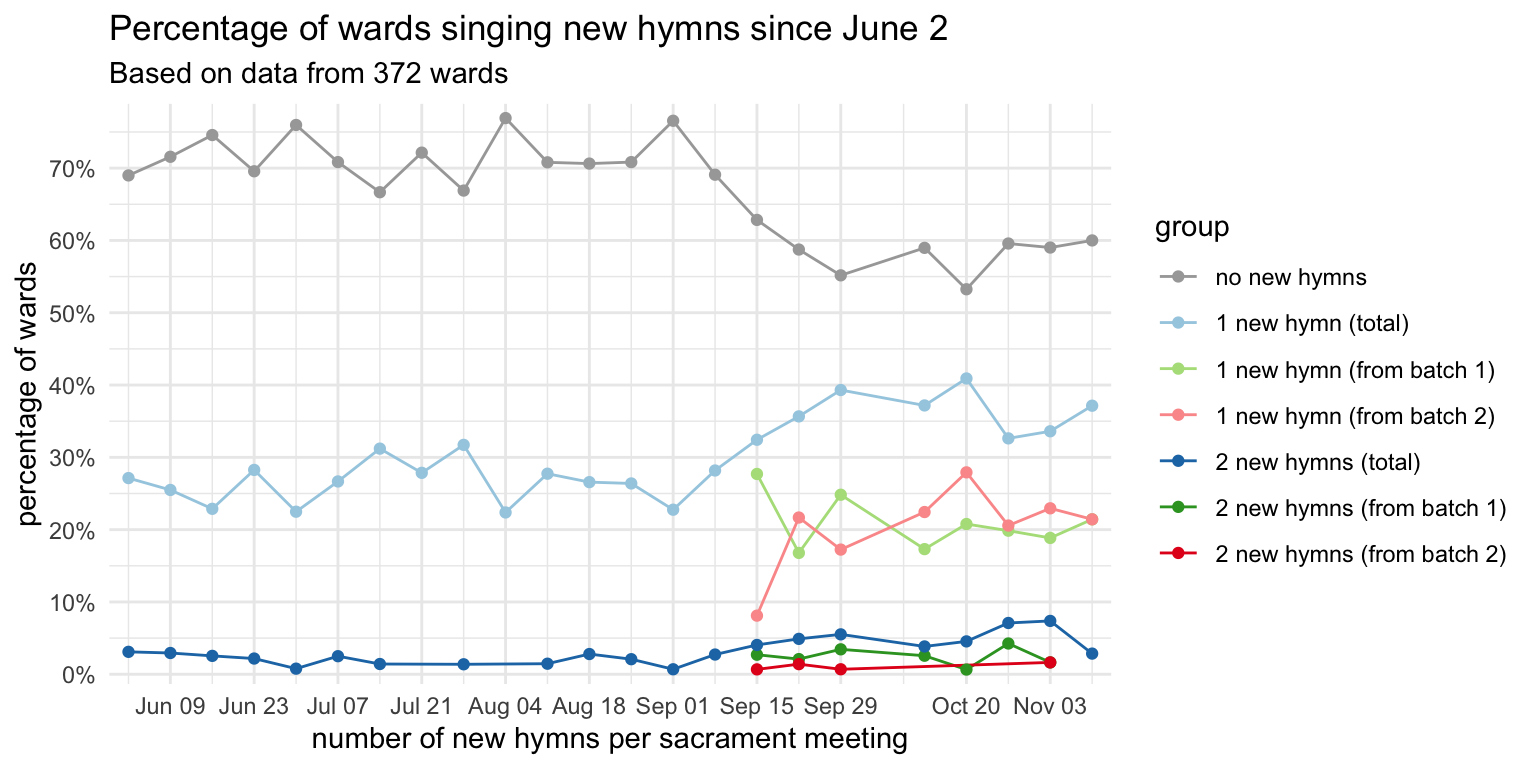 Percentage of wards singing new hymns since June 2
Based on data from 372 wards
percentage of wards
70%
60%
50%
40%
30%
20%
10%
0%
Jun 09 Jun 23 Jul 07 Jul 21 Aug 04 Aug 18 Sep 01 Sep 15 Sep 29 Oct 20 Nov 03
number of new hymns per sacrament meeting
group
no new hymns
1 new hymn (total)
1 new hymn (from batch 1)
1 new hymn (from batch 2)
2 new hymns (total)
2 new hymns (from batch 1)
2 new hymns (from batch 2)